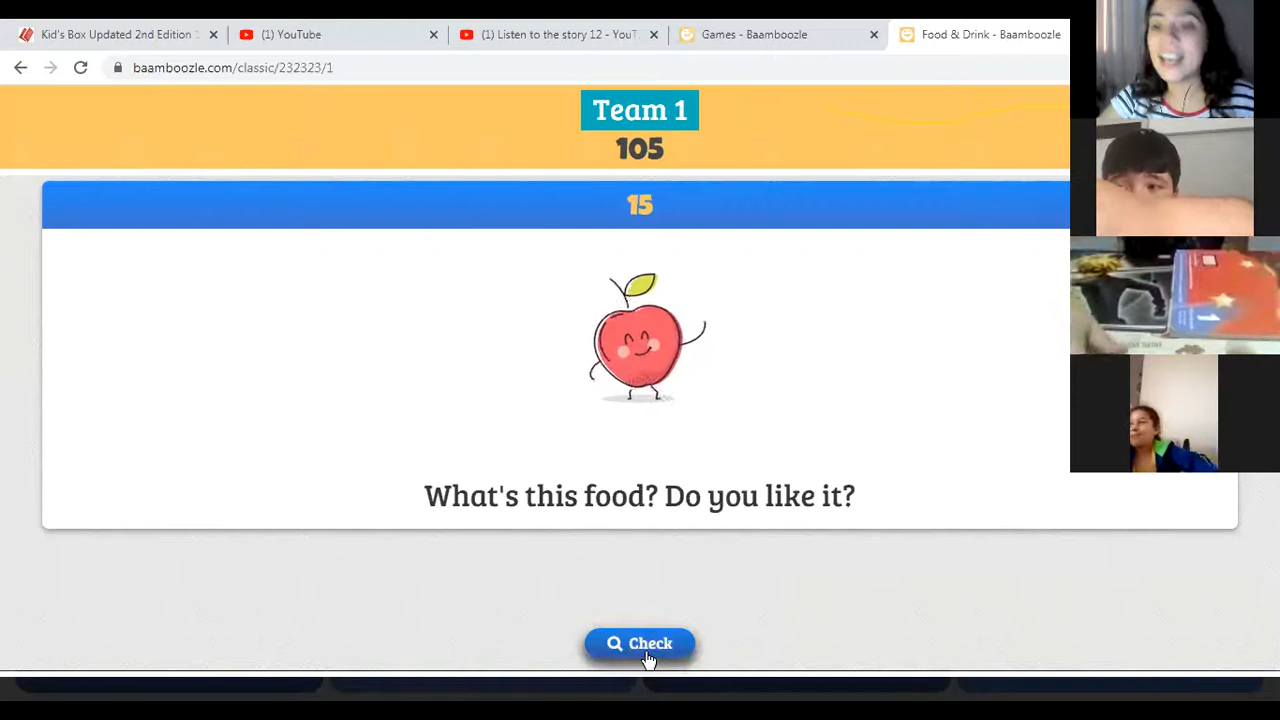 Kid's Box Updated 2nd Edition
(1) YouTube
(1) Listen to the story 12 - YouT
Games - Baamboozle
Food & Drink - Baamboozle
baamboozle.com/classic/232323/1
Team 1
105
15
What's this food? Do you like it?
Check
1